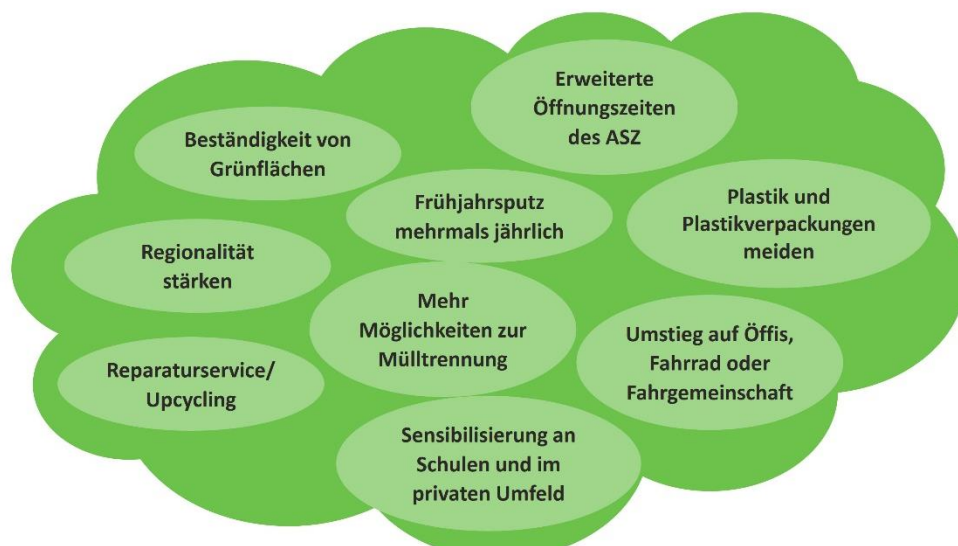 Erweiterte
Öffnungszeiten
des ASZ
Beständigkeit von
Grünflächen
Frühjahrsputz
mehrmals jährlich
Plastik und
Plastikverpackungen
meiden
Regionalität
stärken
Mehr
Möglichkeiten zur
Mülltrennung
Umstieg auf Öffis,
Fahrrad oder
Fahrgemeinschaft
Reparaturservice/
Upcycling
Sensibilisierung an
Schulen und im
privaten Umfeld